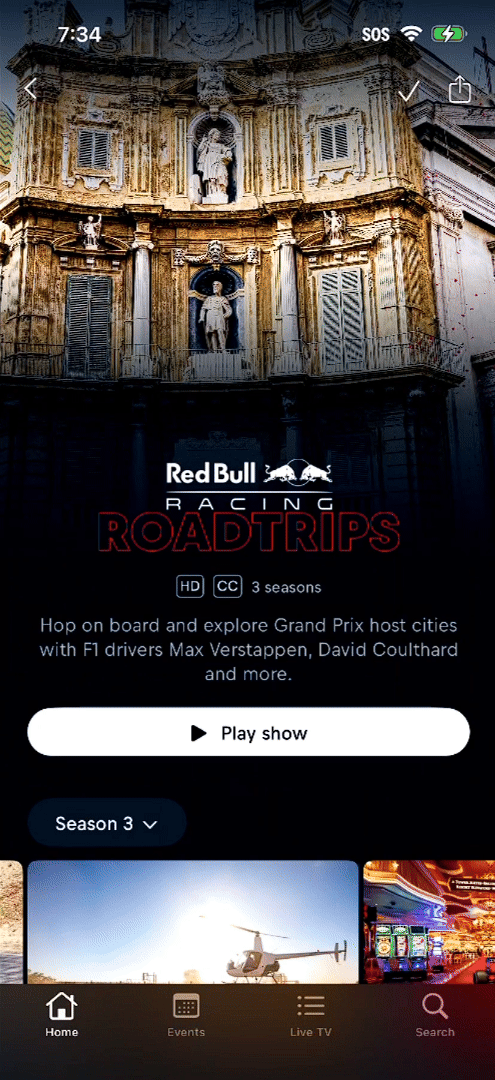 7:34
SOS
Red Bull
RACING
ROADTRIPS
HD CC 3 seasons
Hop on board and explore Grand Prix host cities
with F1 drivers Max Verstappen, David Coulthard
and more.
Play show
Season 3
Home Events Live TV Search